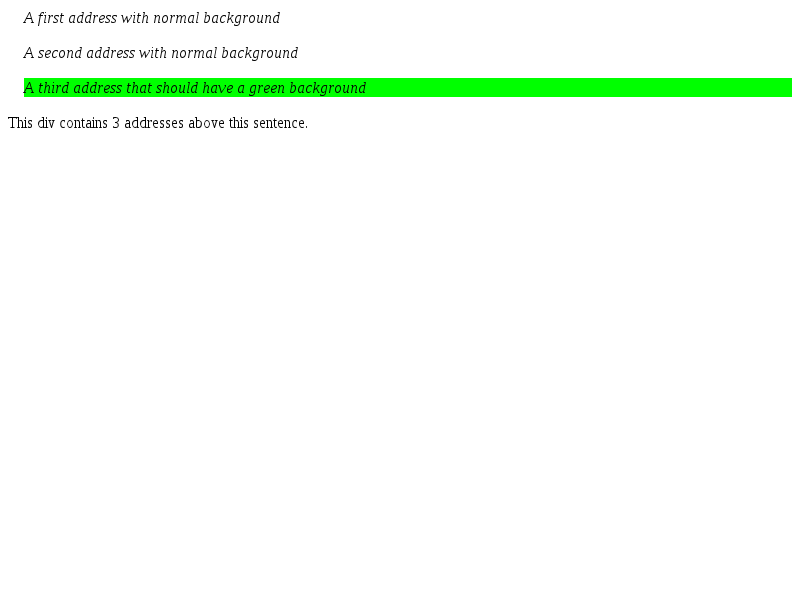 A first address with normal background
A second address with normal background
A third address that should have a green background
This div contains 3 addresses above this sentence.